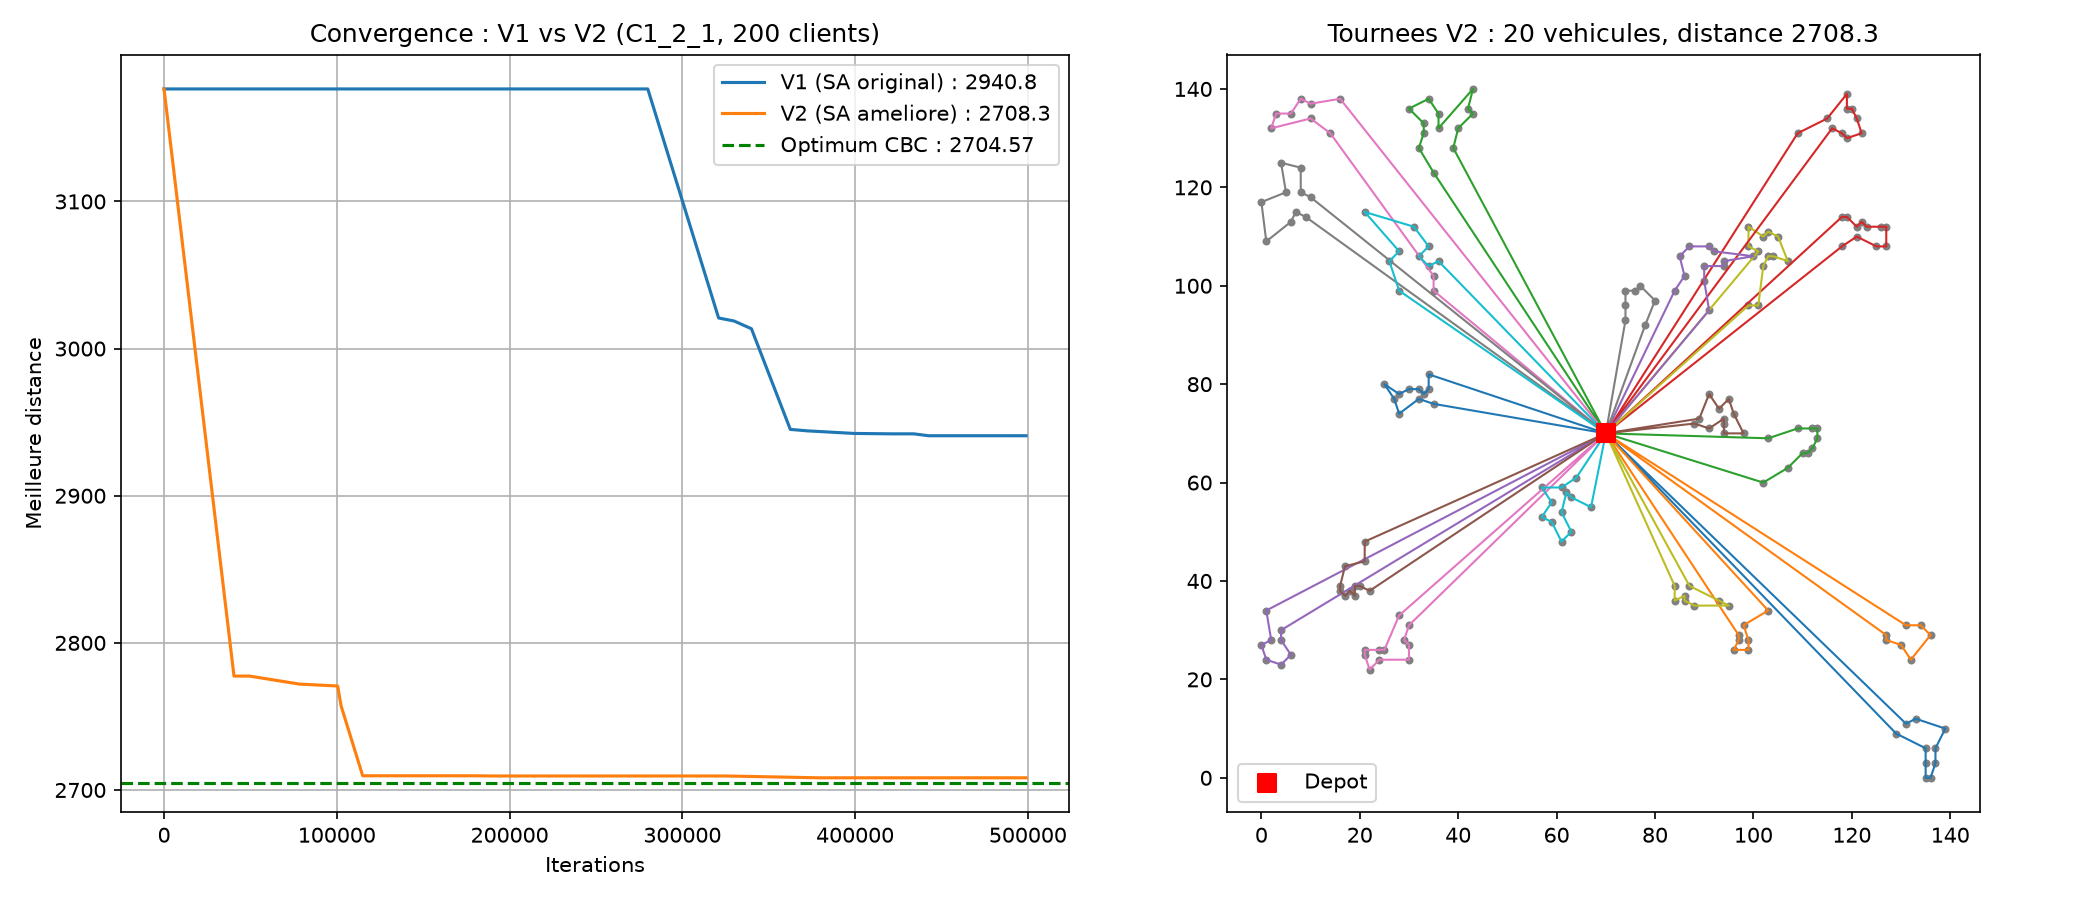 Convergence : V1 vs V2 (C1_2_1, 200 clients)
V1 (SA original) : 2940.8
V2 (SA ameliore) : 2708.3
Optimum CBC : 2704.57
Meilleure distance
3100
3000
2900
2800
2700
0 100000 200000 300000 400000 500000
Iterations
Tournees V2 : 20 vehicules, distance 2708.3
140
120
100
80
60
40
20
0
Depot
0 20 40 60 80 100 120 140